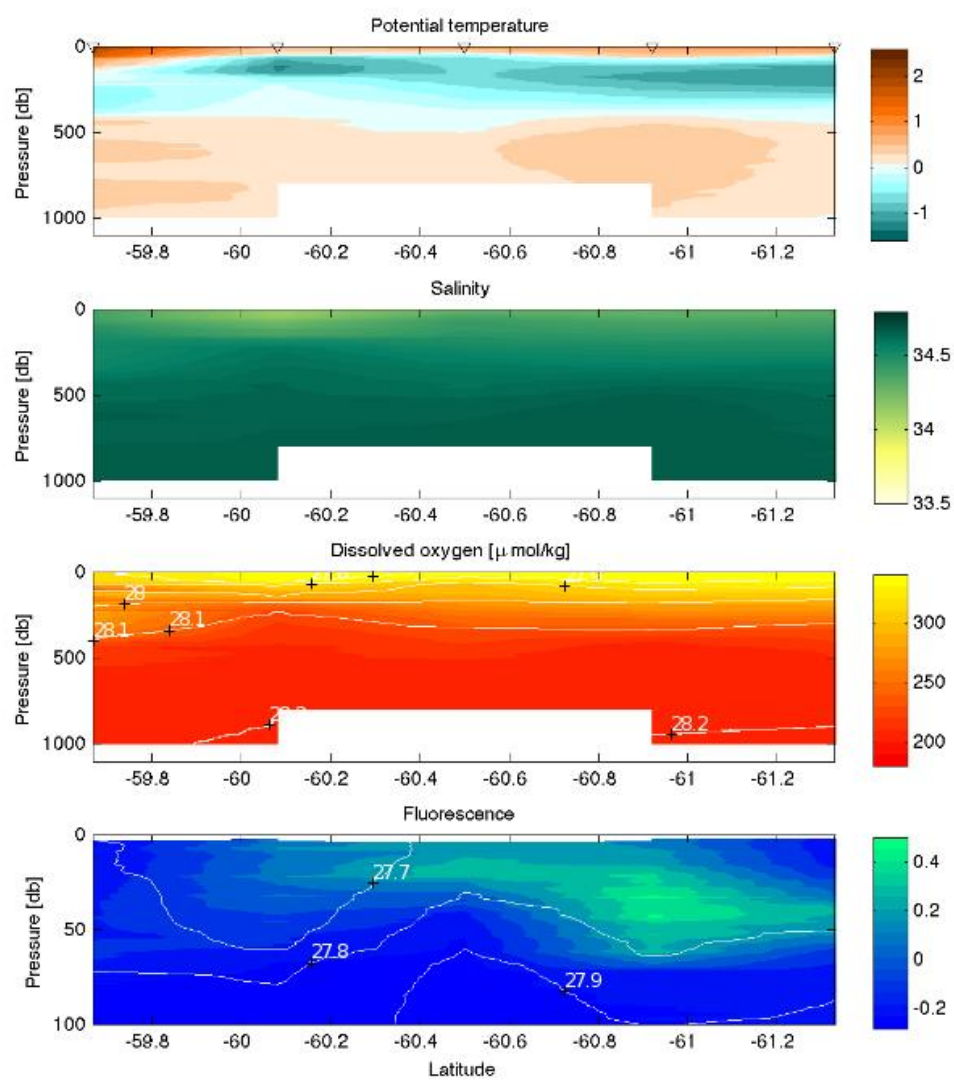 Potential temperature
0
500
1000
Pressure [db]
-59.8 -60 -60.2 -60.4 -60.6 -60.8 -61 -61.2
2
1
0
-1
Salinity
0
500
1000
Pressure [db]
-59.8 -60 -60.2 -60.4 -60.6 -60.8 -61 -61.2
34.5
34
33.5
Dissolved oxygen [μ mol/kg]
0
500
1000
Pressure [db]
28
28.1 28.1
28.2
-59.8 -60 -60.2 -60.4 -60.6 -60.8 -61 -61.2
300
250
200
Fluorescence
0
50
100
Pressure [db]
27.7
27.8
27.9
-59.8 -60 -60.2 -60.4 -60.6 -60.8 -61 -61.2
Latitude
0.4
0.2
0
-0.2